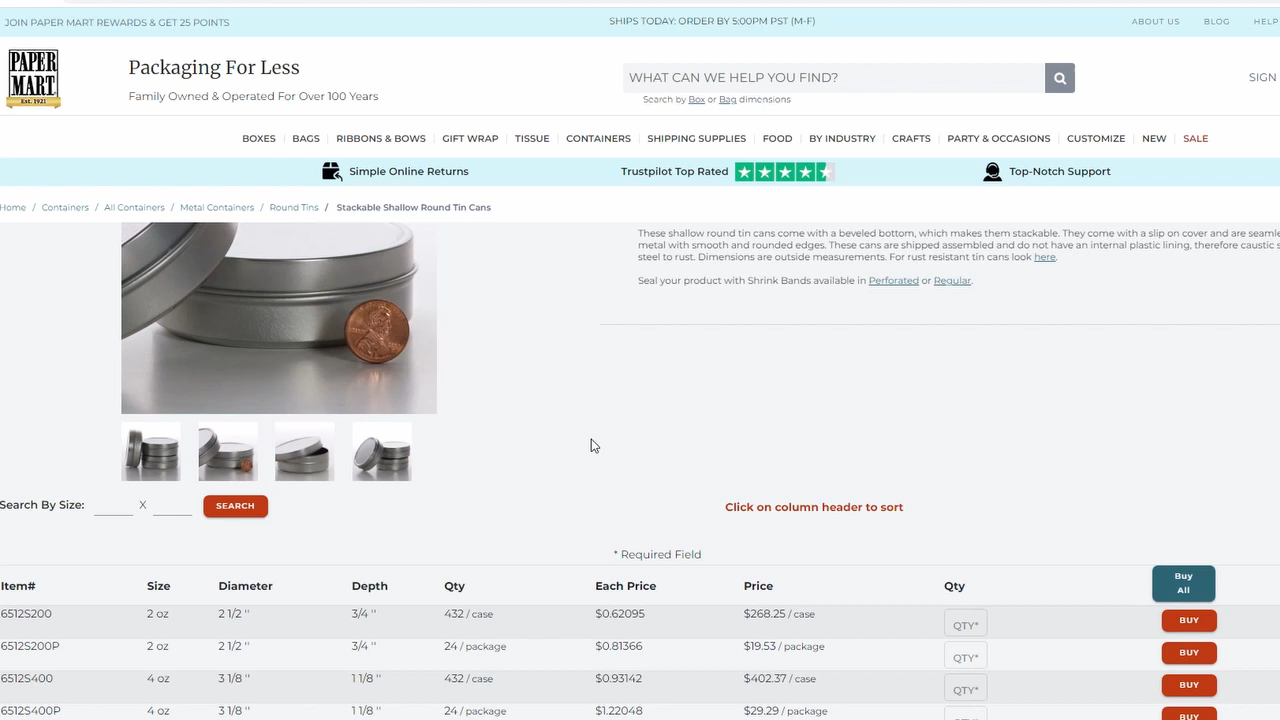 JOIN PAPER MART REWARDS & GET 25 POINTS
SHIPS TODAY: ORDER BY 5:00PM PST (M-F)
ABOUT US BLOG HELP
PAPER
MART
Est. 1921
Packaging For Less
Family Owned & Operated For Over 100 Years
WHAT CAN WE HELP YOU FIND?
Search by Box or Bag dimensions
SIGN
BOXES BAGS RIBBONS & BOWS GIFT WRAP TISSUE CONTAINERS SHIPPING SUPPLIES FOOD BY INDUSTRY CRAFTS PARTY & OCCASIONS CUSTOMIZE NEW SALE
Simple Online Returns Trustpilot Top Rated Top-Notch Support
Home / Containers / All Containers / Metal Containers / Round Tins / Stackable Shallow Round Tin Cans
These shallow round tin cans come with a beveled bottom, which makes them stackable. They come with a slip on cover and are seamle
metal with smooth and rounded edges. These cans are shipped assembled and do not have an internal plastic lining, therefore caustic s
steel to rust. Dimensions are outside measurements. For rust resistant tin cans look here.
Seal your product with Shrink Bands available in Perforated or Regular.
Search By Size: X SEARCH
Click on column header to sort
* Required Field
Item# Size Diameter Depth Qty Each Price Price Qty Buy All
6512S200 2 oz 2 1/2 '' 3/4 '' 432 / case $0.62095 $268.25 / case QTY* BUY
6512S200P 2 oz 2 1/2 '' 3/4 '' 24 / package $0.81366 $19.53 / package QTY* BUY
6512S400 4 oz 3 1/8 '' 1 1/8 '' 432 / case $0.93142 $402.37 / case QTY* BUY
6512S400P 4 oz 3 1/8 '' 1 1/8 '' 24 / package $1.22048 $29.29 / package BUY